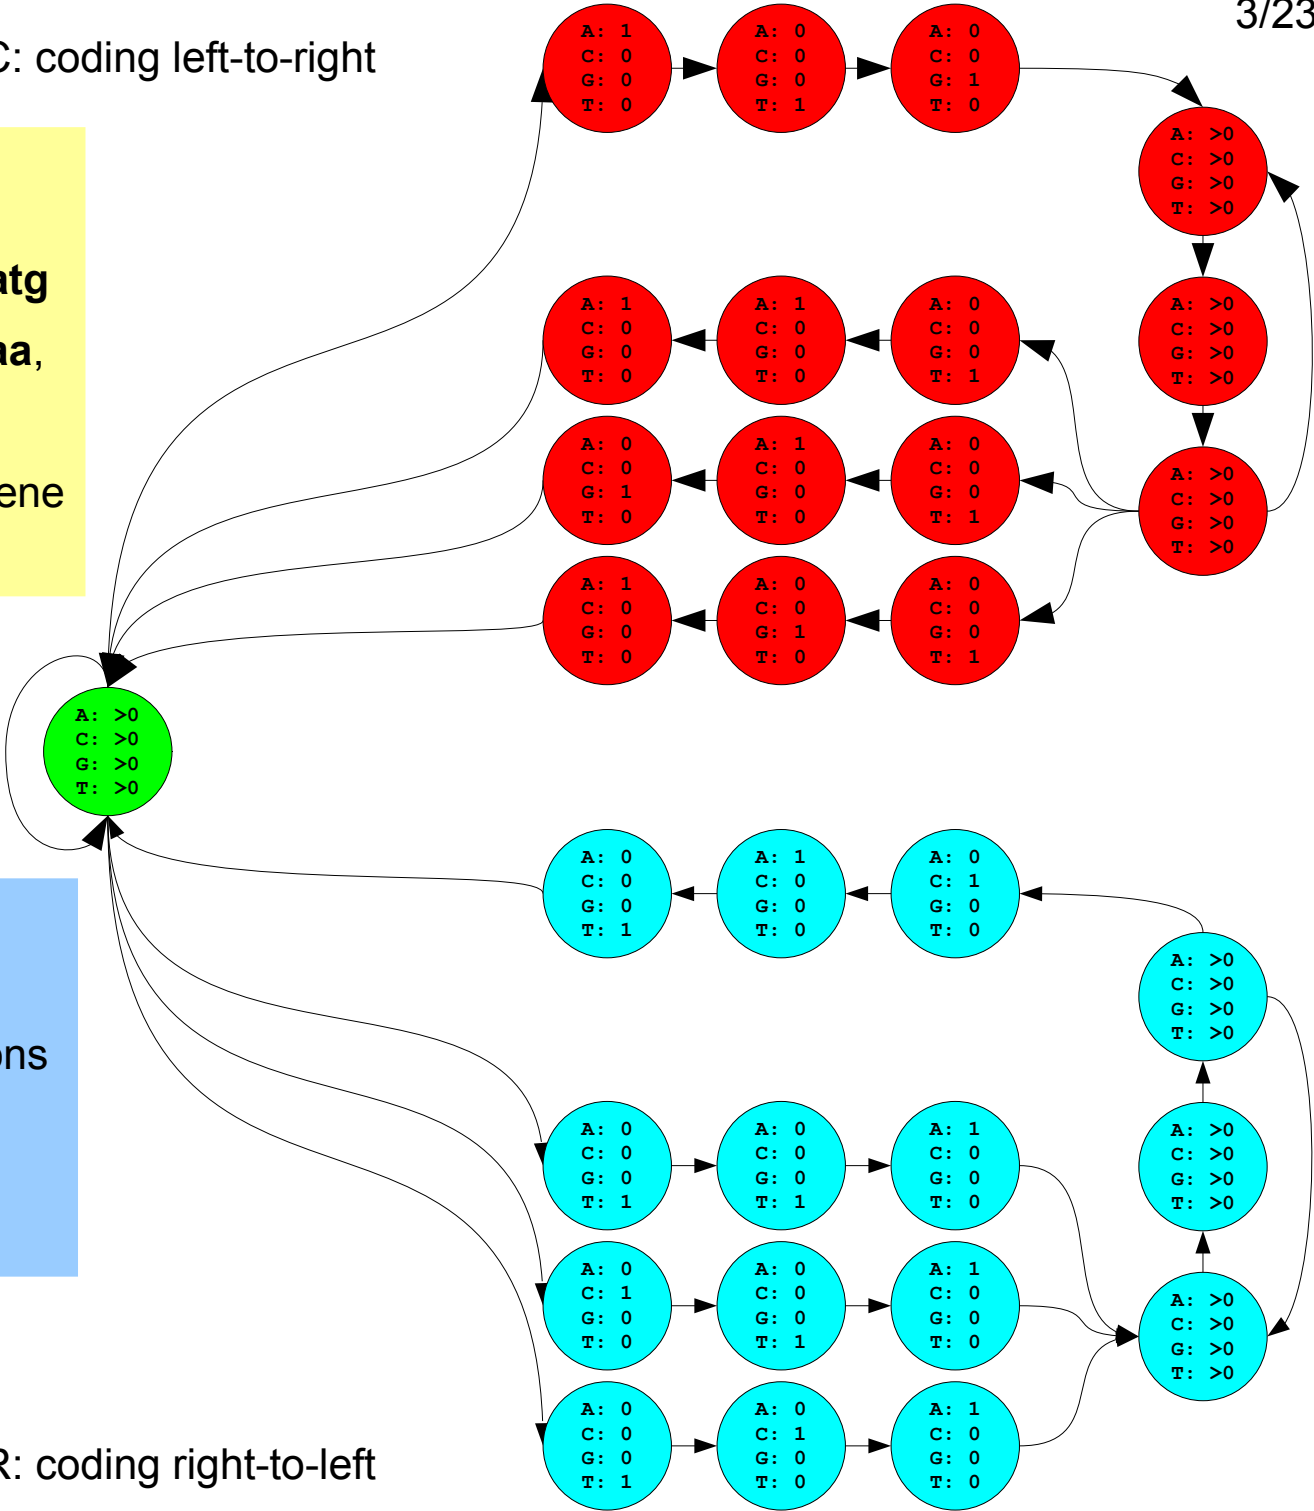 3/23
C: coding left-to-right
A: 1
C: 0
G: 0
T: 0
A: 0
C: 0
G: 0
T: 1
A: 0
C: 0
G: 1
T: 0
A: >0
C: >0
G: >0
T: >0
atg
aa,
ene
A: 1
C: 0
G: 0
T: 0
A: 1
C: 0
G: 0
T: 0
A: 0
C: 0
G: 0
T: 1
A: >0
C: >0
G: >0
T: >0
A: 0
C: 0
G: 1
T: 0
A: 1
C: 0
G: 0
T: 0
A: 0
C: 0
G: 0
T: 1
A: >0
C: >0
G: >0
T: >0
A: 1
C: 0
G: 0
T: 0
A: 0
C: 0
G: 1
T: 0
A: 0
C: 0
G: 0
T: 1
A: >0
C: >0
G: >0
T: >0
A: 0
C: 0
G: 0
T: 1
A: 1
C: 0
G: 0
T: 0
A: 0
C: 1
G: 0
T: 0
A: >0
C: >0
G: >0
T: >0
ons
A: 0
C: 0
G: 0
T: 1
A: 0
C: 0
G: 0
T: 1
A: 1
C: 0
G: 0
T: 0
A: >0
C: >0
G: >0
T: >0
A: 0
C: 1
G: 0
T: 0
A: 0
C: 0
G: 0
T: 1
A: 1
C: 0
G: 0
T: 0
A: >0
C: >0
G: >0
T: >0
A: 0
C: 0
G: 0
T: 1
A: 0
C: 1
G: 0
T: 0
A: 1
C: 0
G: 0
T: 0
R: coding right-to-left